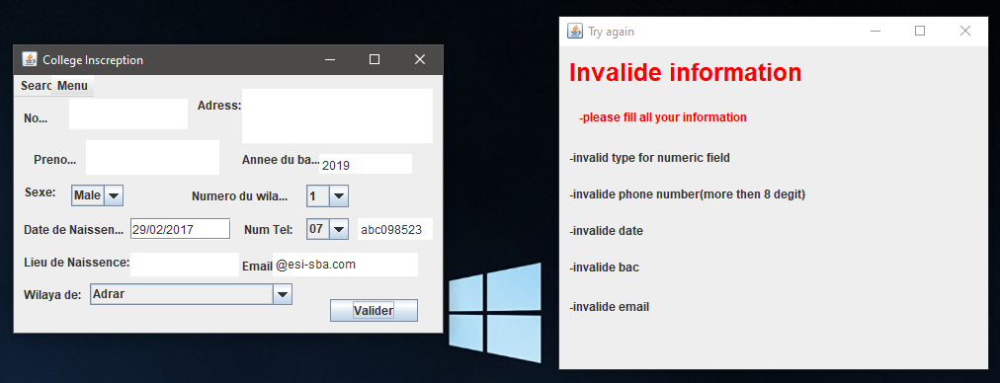 College Inscreption
Searc Menu
No...
Adress:
Preno...
Annee du ba... 2019
Sexe: Male
Numero du wila... 1
Date de Naissen... 29/02/2017
Num Tel: 07 abc098523
Lieu de Naissence:
Email @esi-sba.com
Wilaya de: Adrar
Valider
Try again
Invalide information
-please fill all your information
-invalid type for numeric field
-invalide phone number(more then 8 degit)
-invalide date
-invalide bac
-invalide email